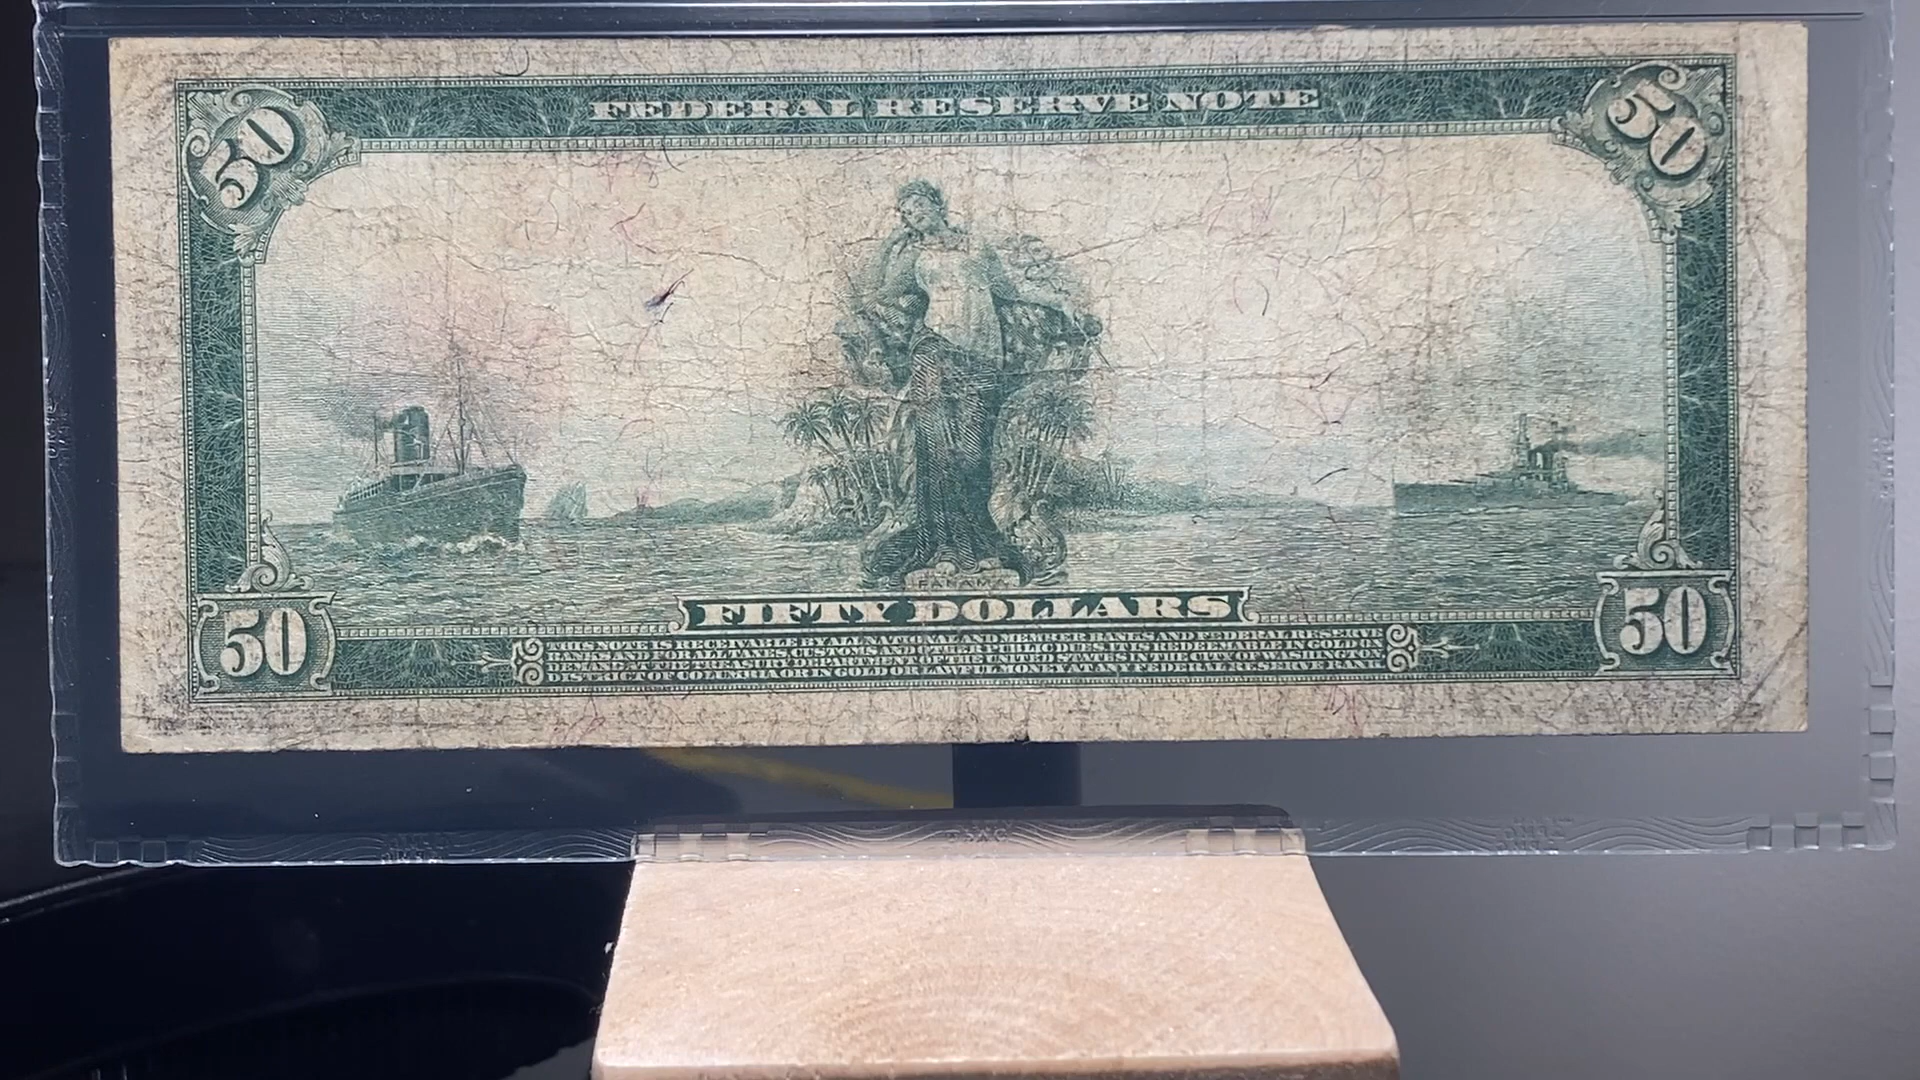 50 FEDERAL RESERVE NOTE 50
PANAMA
FIFTY DOLLARS
50 50
THIS NOTE IS RECEIVABLE BY ALL NATIONAL AND MEMBER BANKS AND FEDERAL RESERVE
BANKS AND FOR ALL TAXES, CUSTOMS AND OTHER PUBLIC DUES. IT IS REDEEMABLE IN GOLD ON
DEMAND AT THE TREASURY DEPARTMENT OF THE UNITED STATES IN THE CITY OF WASHINGTON,
DISTRICT OF COLUMBIA OR IN GOLD OR LAWFUL MONEY AT ANY FEDERAL RESERVE BANK.